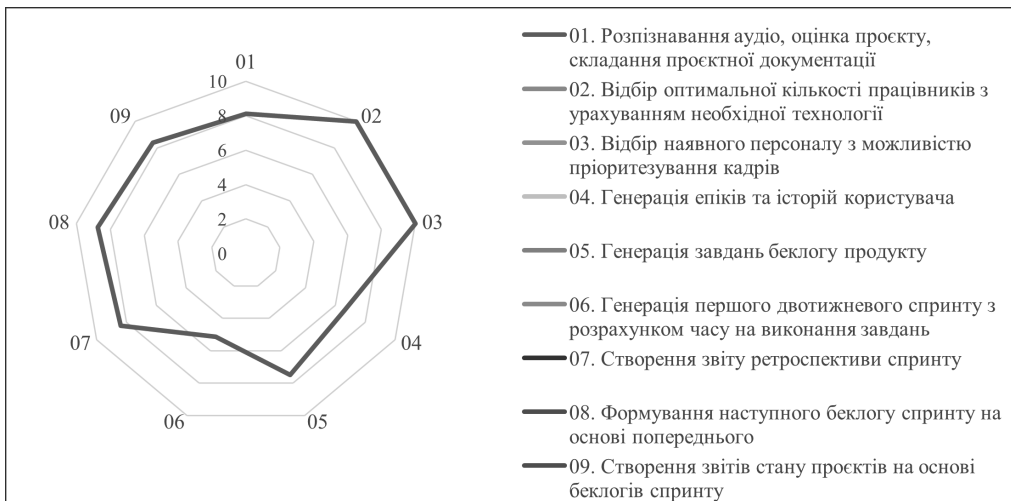 01
02
03
04
05
06
07
08
09
10
8
6
4
2
0
01. Розпізнавання аудіо, оцінка проєкту,
складання проєктної документації
02. Відбір оптимальної кількості працівників з
урахуванням необхідної технології
03. Відбір наявного персоналу з можливістю
пріоритезування кадрів
04. Генерація епіків та історій користувача
05. Генерація завдань беклогу продукту
06. Генерація першого двотижневого спринту з
розрахунком часу на виконання завдань
07. Створення звіту ретроспективи спринту
08. Формування наступного беклогу спринту на
основі попереднього
09. Створення звітів стану проєктів на основі
беклогів спринту